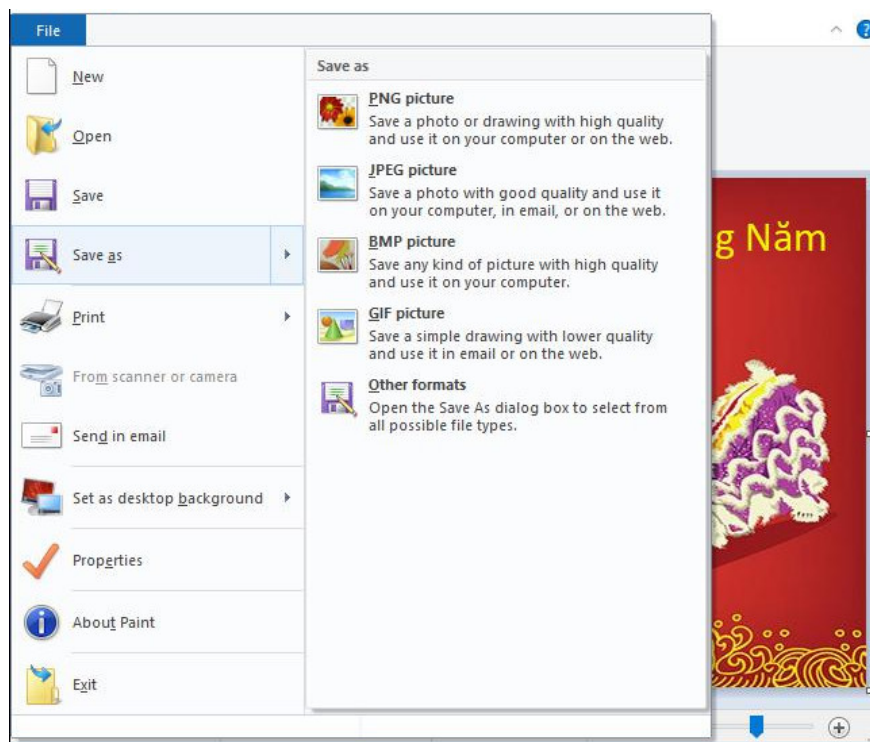 File
New
Open
Save
Save as
Print
From scanner or camera
Send in email
Set as desktop background
Properties
About Paint
Exit
Save as
PNG picture
Save a photo or drawing with high quality
and use it on your computer or on the web.
JPEG picture
Save a photo with good quality and use it
on your computer, in email, or on the web.
BMP picture
Save any kind of picture with high quality
and use it on your computer.
GIF picture
Save a simple drawing with lower quality
and use it in email or on the web.
Other formats
Open the Save As dialog box to select from
all possible file types.
g Năm